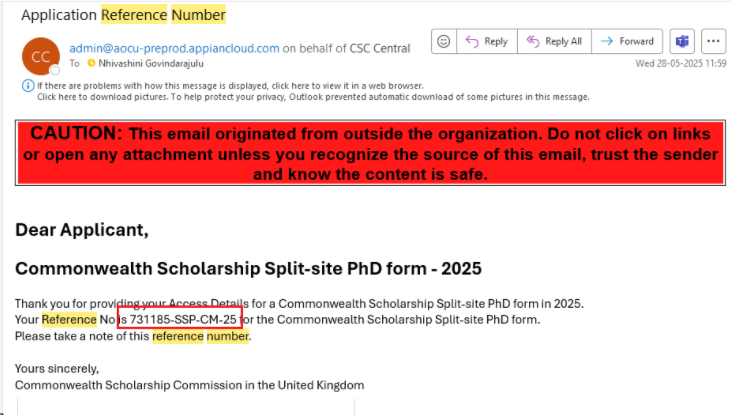 Application Reference Number
CC
admin@aocu-preprod.appiancloud.com on behalf of CSC Central
To Nhivashini Govindarajulu
Reply
Reply All
Forward
Wed 28-05-2025 11:59
If there are problems with how this message is displayed, click here to view it in a web browser.
Click here to download pictures. To help protect your privacy, Outlook prevented automatic download of some pictures in this message.
CAUTION: This email originated from outside the organization. Do not click on links
or open any attachment unless you recognize the source of this email, trust the sender
and know the content is safe.
Dear Applicant,
Commonwealth Scholarship Split-site PhD form - 2025
Thank you for providing your Access Details for a Commonwealth Scholarship Split-site PhD form in 2025.
Your Reference No is 731185-SSP-CM-25 for the Commonwealth Scholarship Split-site PhD form.
Please take a note of this reference number.
Yours sincerely,
Commonwealth Scholarship Commission in the United Kingdom